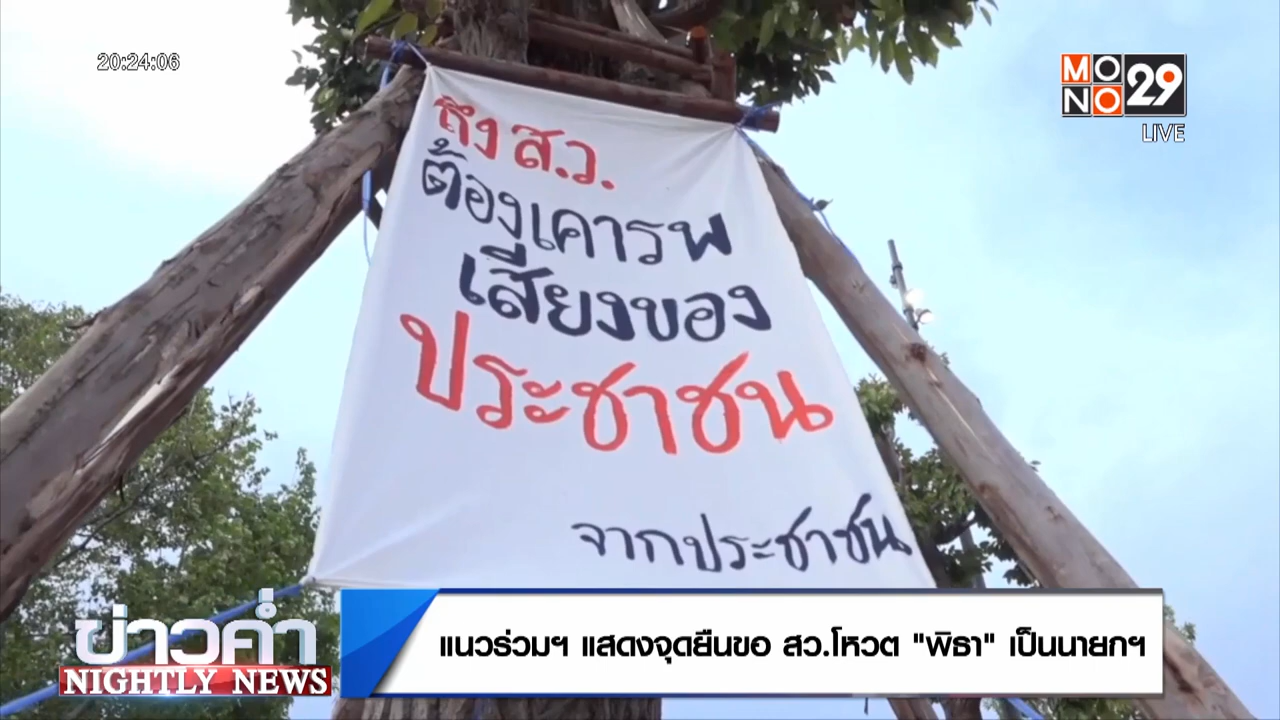 20:24:06
MONO 29
LIVE
ถึง ส.ว.
ต้องเคารพ
เสียงของ
ประชาชน
จากประชาชน
แนวร่วมฯ แสดงจุดยืนขอ สว.โหวต "พิธา" เป็นนายกฯ
ข่าวค่ำ
NIGHTLY NEWS